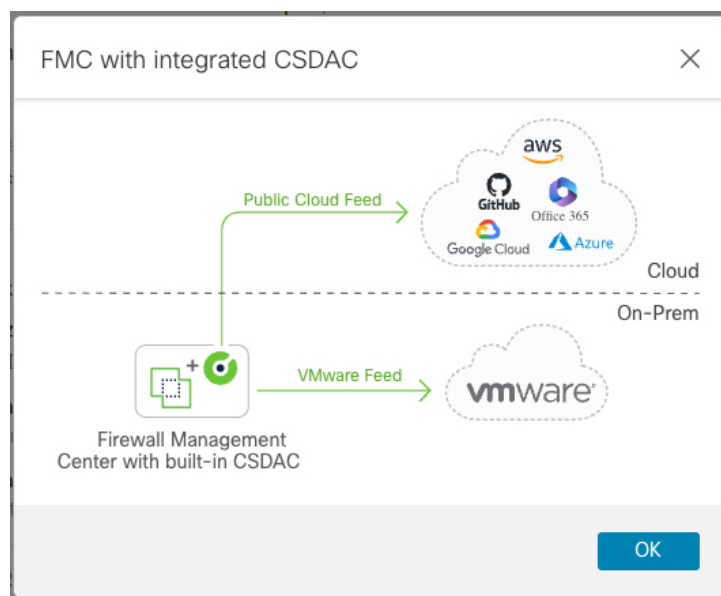 FMC with integrated CSDAC
aws
Public Cloud Feed
GitHub
Office 365
Google Cloud
Azure
Cloud
On-Prem
+
VMware Feed
vmware
Firewall Management
Center with built-in CSDAC
OK